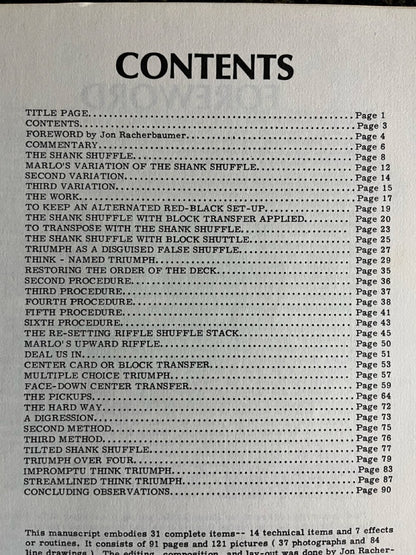 CONTENTS
TITLE PAGE Page 1
CONTENTS Page 3
FOREWORD by Jon Racherbaumer Page 4
COMMENTARY Page 6
THE SHANK SHUFFLE Page 8
MARLO'S VARIATION OF THE SHANK SHUFFLE Page 12
SECOND VARIATION Page 14
THIRD VARIATION Page 15
THE WORK Page 17
TO KEEP AN ALTERNATED RED-BLACK SET-UP Page 19
THE SHANK SHUFFLE WITH BLOCK TRANSFER APPLIED Page 20
TO TRANSPOSE WITH THE SHANK SHUFFLE Page 23
THE SHANK SHUFFLE WITH BLOCK SHUTTLE Page 25
TRIUMPH AS A DISGUISED FALSE SHUFFLE Page 27
THINK - NAMED TRIUMPH Page 29
RESTORING THE ORDER OF THE DECK Page 35
SECOND PROCEDURE Page 36
THIRD PROCEDURE Page 37
FOURTH PROCEDURE Page 38
FIFTH PROCEDURE Page 41
SIXTH PROCEDURE Page 43
THE RE-SETTING RIFFLE SHUFFLE STACK Page 45
MARLO'S UPWARD RIFFLE Page 50
DEAL US IN Page 51
CENTER CARD OR BLOCK TRANSFER Page 53
MULTIPLE CHOICE TRIUMPH Page 57
FACE-DOWN CENTER TRANSFER Page 59
THE PICKUPS Page 64
THE HARD WAY Page 72
A DIGRESSION Page 73
SECOND METHOD Page 75
THIRD METHOD Page 76
TILTED SHANK SHUFFLE Page 77
TRIUMPH OVER FOUR Page 79
IMPROMPTU THINK TRIUMPH Page 83
STREAMLINED THINK TRIUMPH Page 87
CONCLUDING OBSERVATIONS Page 90
This manuscript embodies 31 complete items-- 14 technical items and 7 effects
or routines. It consists of 91 pages and 121 pictures ( 37 photographs and 84
line drawings ). The editing, composition, and lay-out was done by Jon Racher-